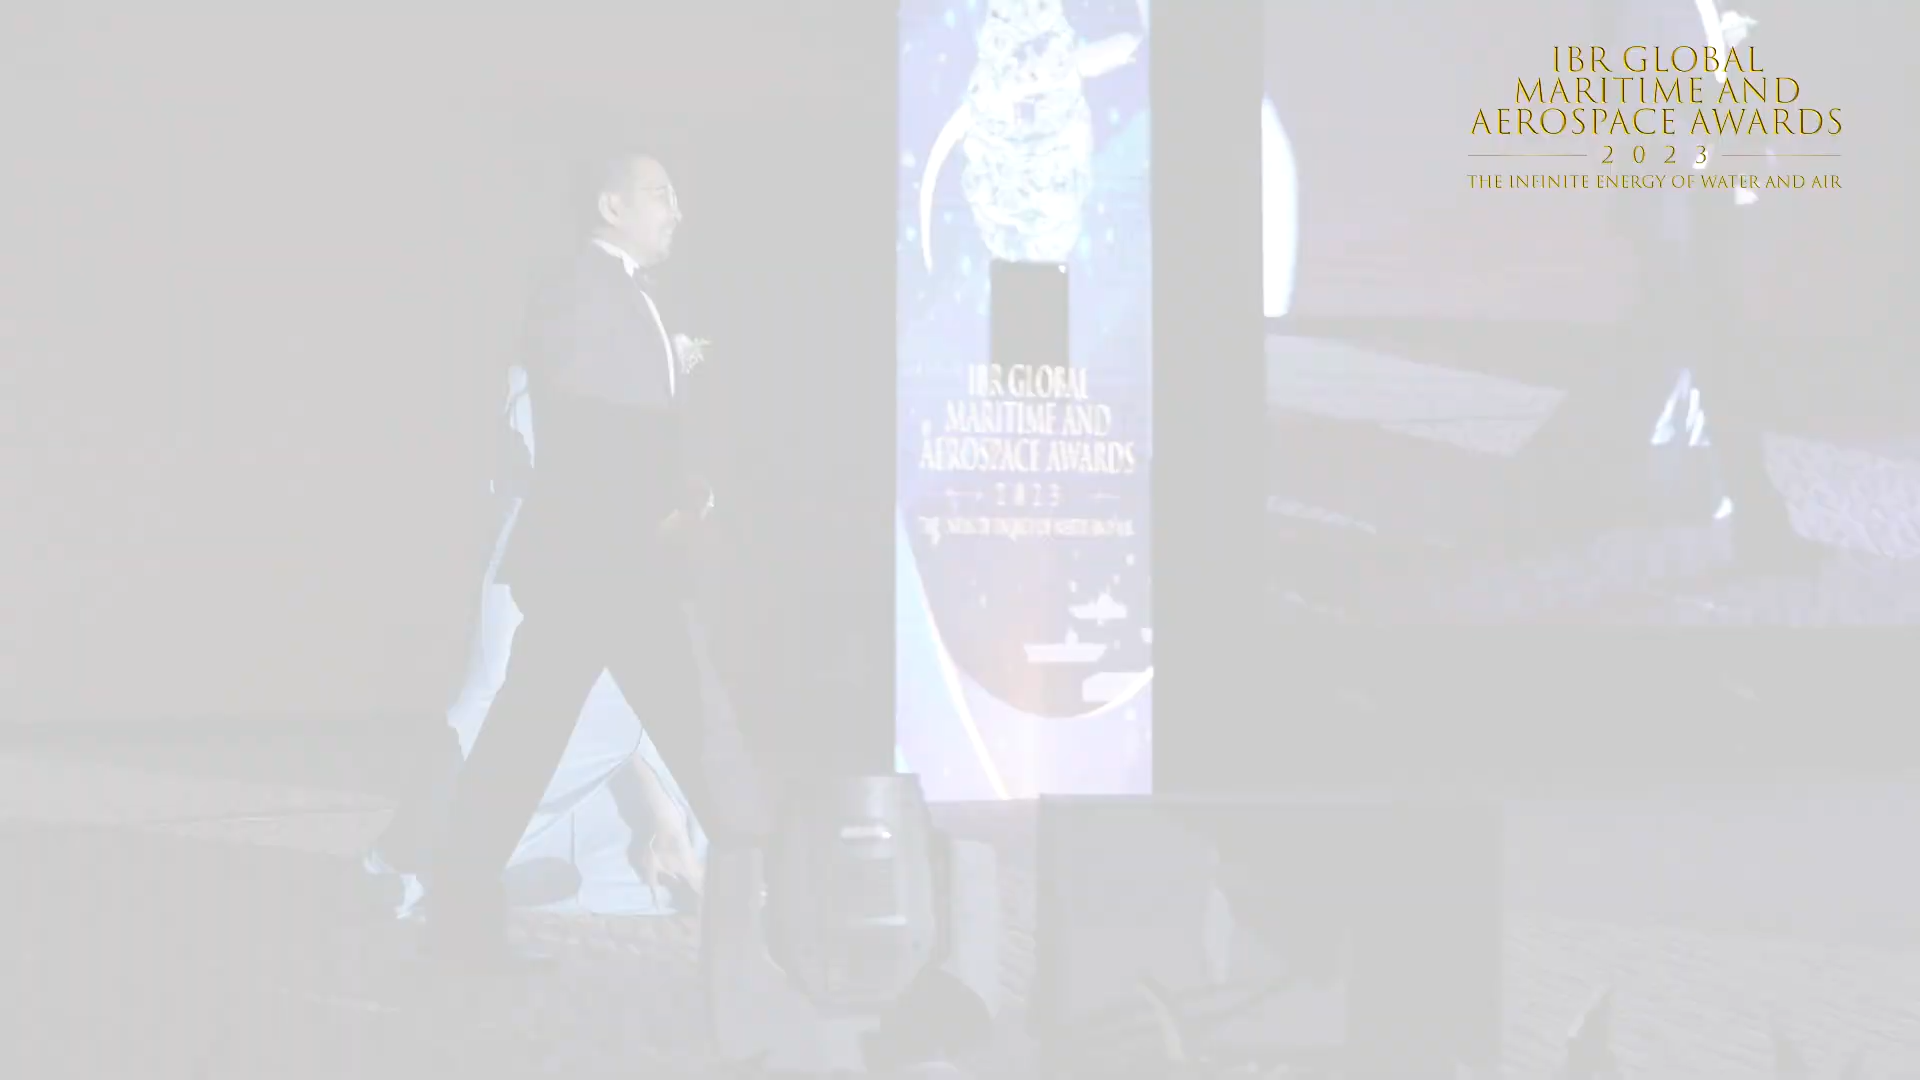 IBR GLOBAL
MARITIME AND
AEROSPACE AWARDS
2023
THE INFINITE ENERGY OF WATER AND AIR
IBR GLOBAL
MARITIME AND
AEROSPACE AWARDS
2023